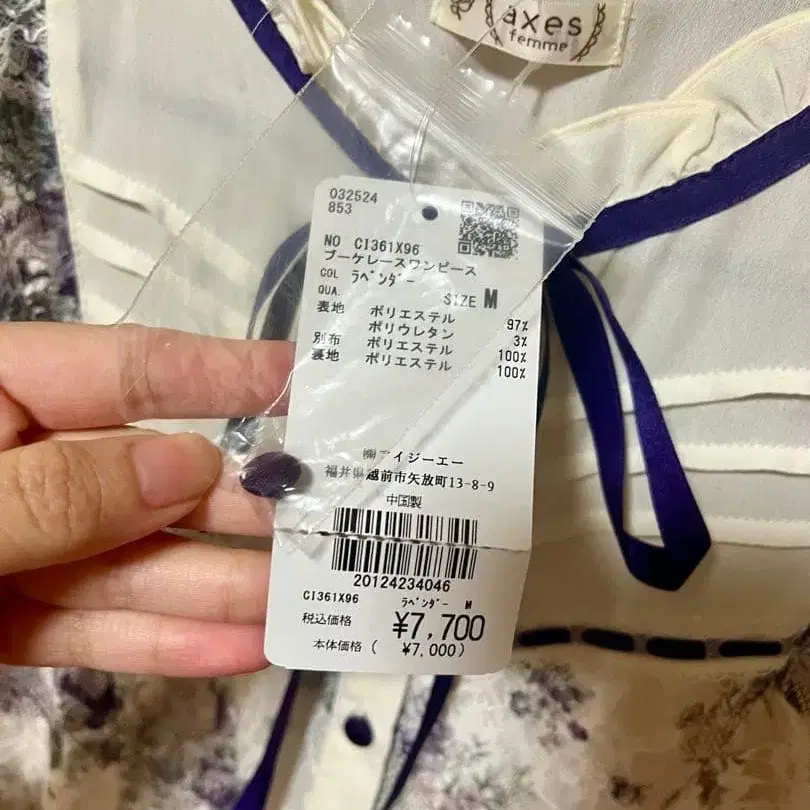 axes
femme
032524
853
NO CI361X96
ブーケレースワンピース
COL ラベンダー
QUA. SIZE M
表地 ポリエステル 97%
ポリウレタン 3%
別布 ポリエステル 100%
裏地 ポリエステル 100%
㈱アイジーエー
福井県越前市矢放町13-8-9
中国製
20124234046
CI361X96 ラベンダー M
税込価格 ¥7,700
本体価格 ( ¥7,000)